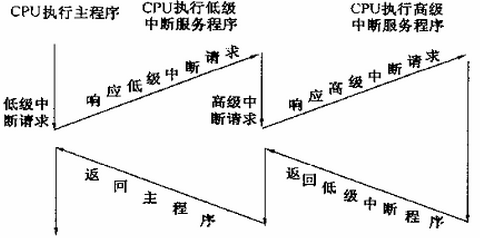 CPU执行主程序
CPU执行低级
中断服务程序
CPU执行高级
中断服务程序
低级中
断请求
响应低级中断请求
高级中
断请求
响应高级中断请求
返回主程序
返回低级中断程序